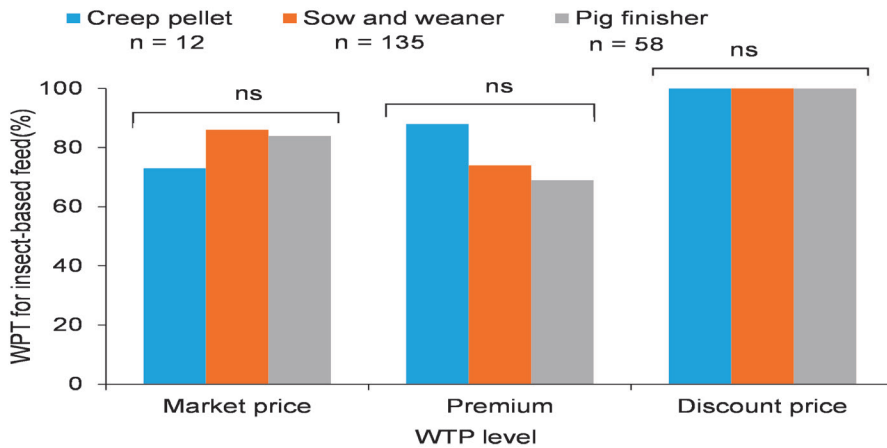 Creep pellet Sow and weaner Pig finisher
n = 12 n = 135 n = 58
ns ns ns
WPT for insect-based feed(%)
100
80
60
40
20
0
Market price Premium Discount price
WTP level